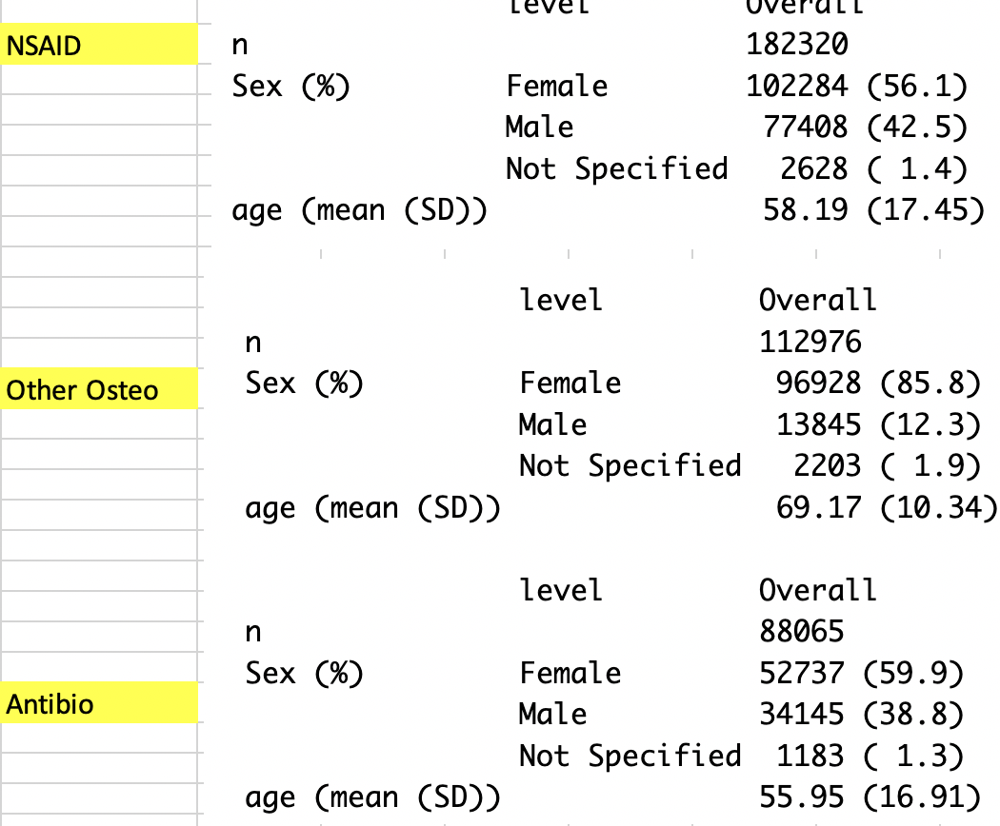 level Overall
NSAID n 182320
Sex (%) Female 102284 (56.1)
Male 77408 (42.5)
Not Specified 2628 ( 1.4)
age (mean (SD)) 58.19 (17.45)
level Overall
n 112976
Other Osteo Sex (%) Female 96928 (85.8)
Male 13845 (12.3)
Not Specified 2203 ( 1.9)
age (mean (SD)) 69.17 (10.34)
level Overall
n 88065
Sex (%) Female 52737 (59.9)
Antibio Male 34145 (38.8)
Not Specified 1183 ( 1.3)
age (mean (SD)) 55.95 (16.91)